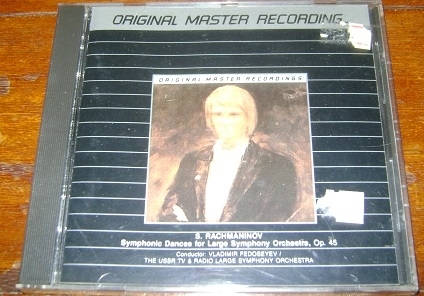 ORIGINAL MASTER RECORDING
ORIGINAL MASTER RECORDINGS
S. RACHMANINOV
Symphonic Dances for Large Symphony Orchestra, Op. 45
Conductor: VLADIMIR FEDOSEYEV /
THE USSR TV & RADIO LARGE SYMPHONY ORCHESTRA